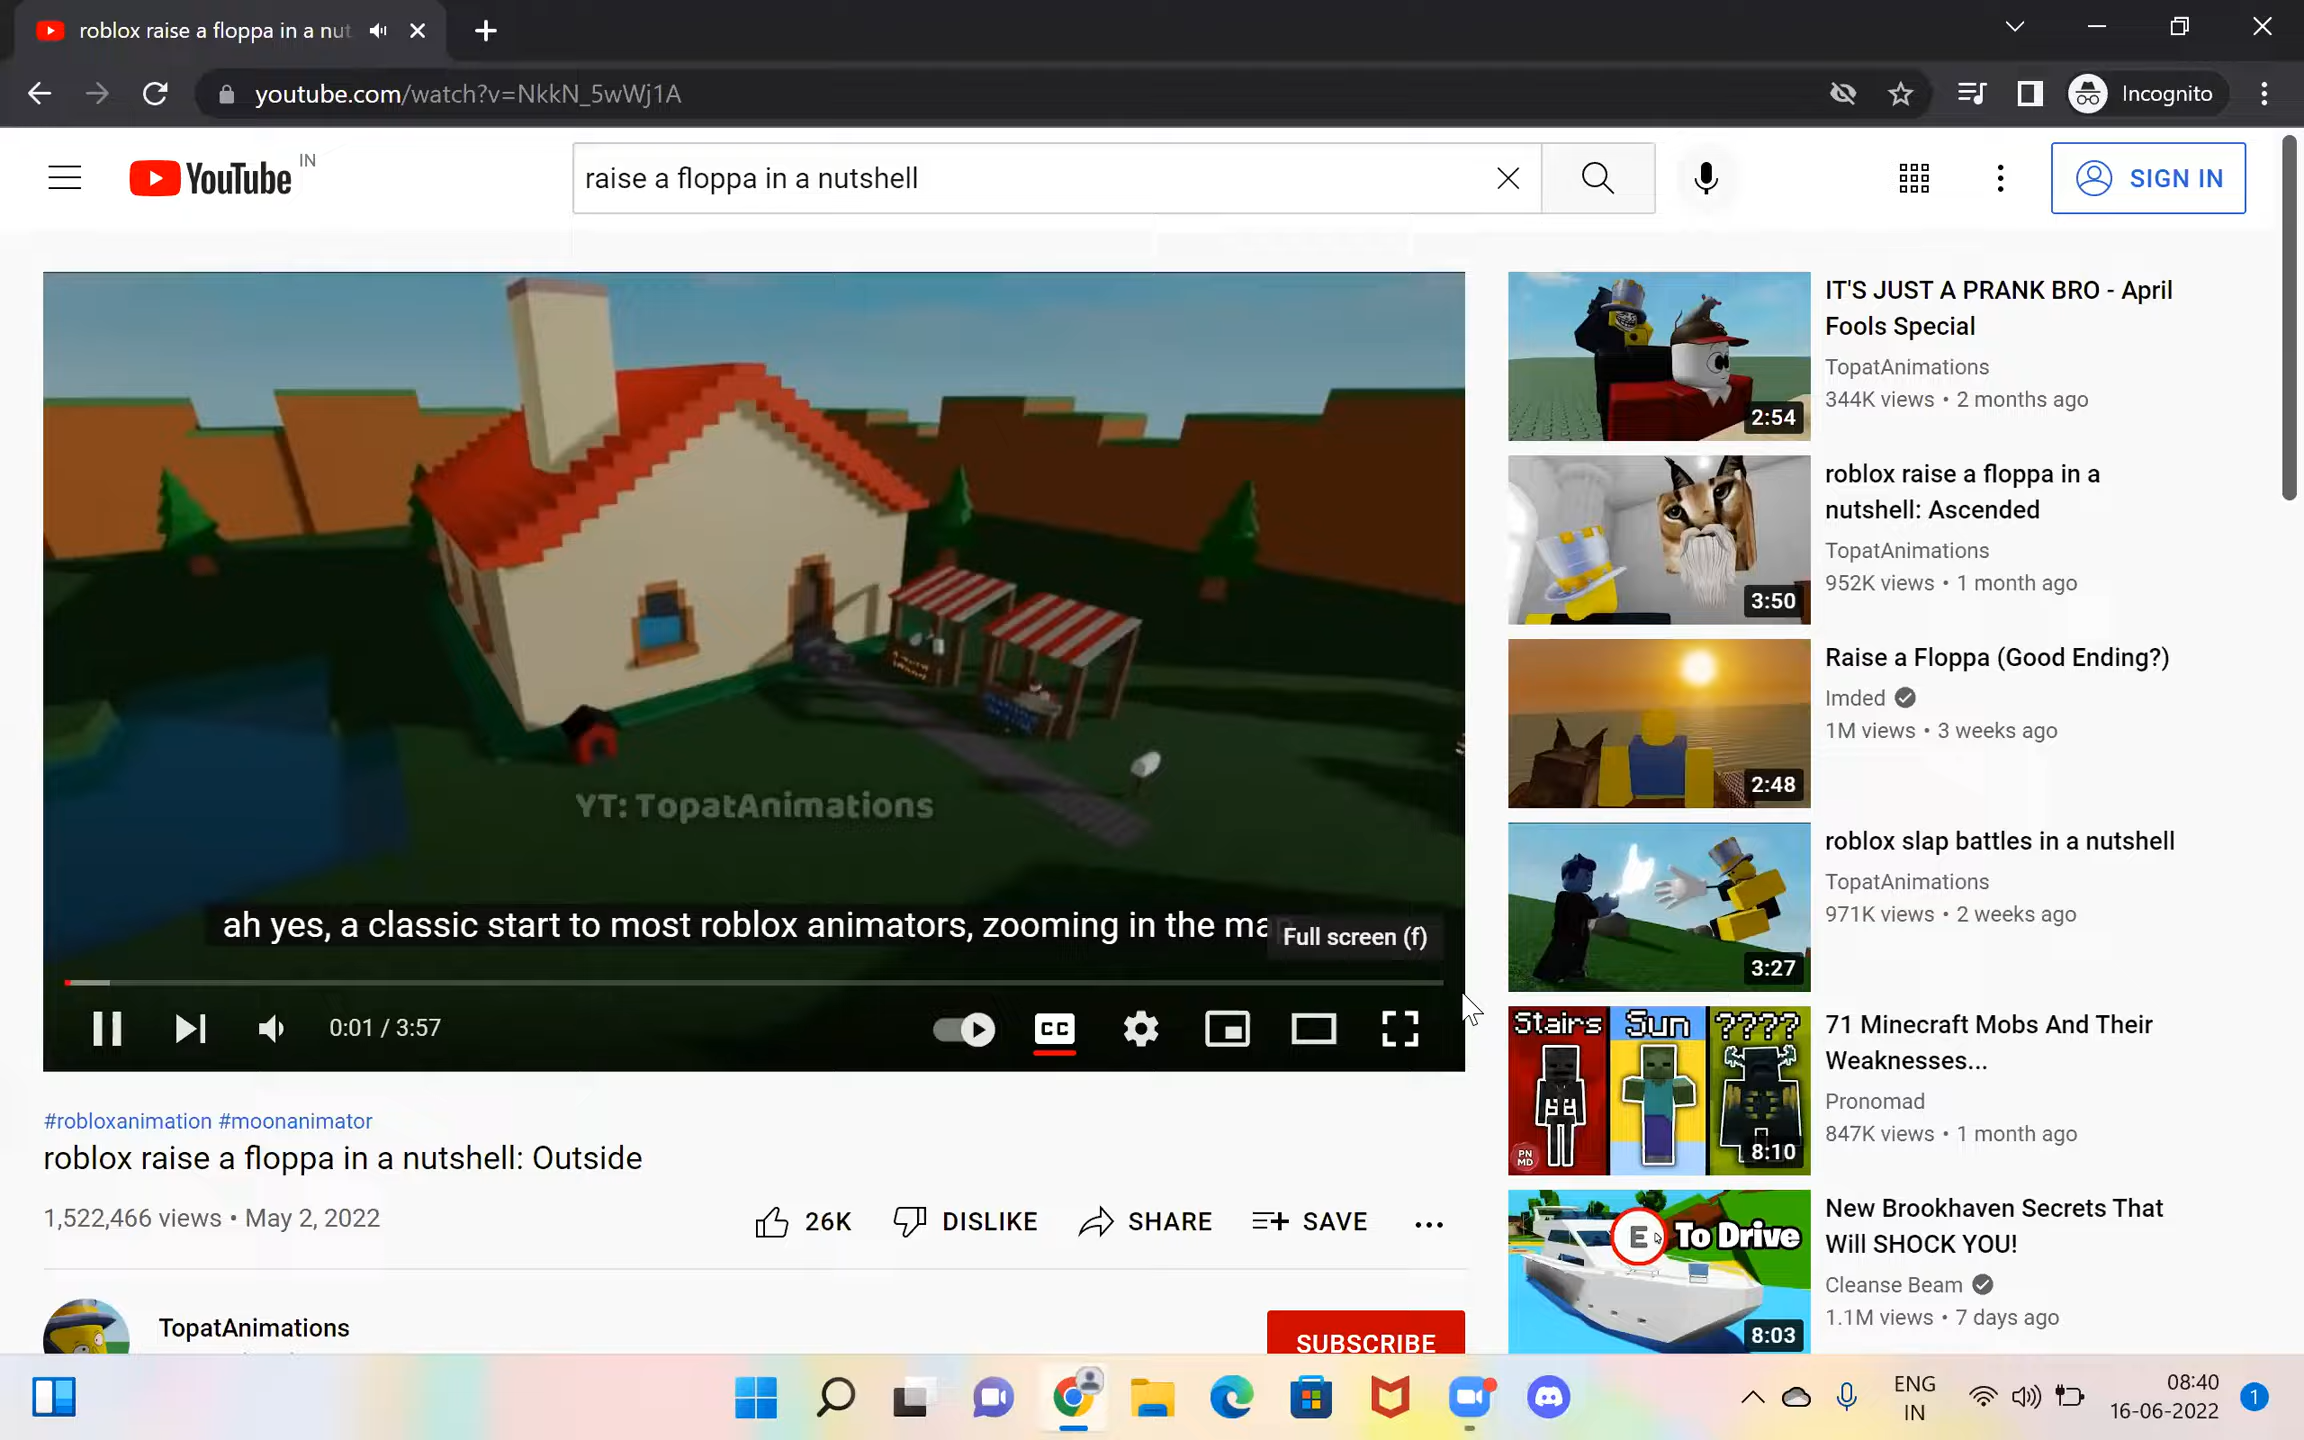 roblox raise a floppa in a nut
youtube.com/watch?v=NkkN_5wWj1A
Incognito
YouTube IN
raise a floppa in a nutshell
SIGN IN
YT: TopatAnimations
ah yes, a classic start to most roblox animators, zooming in the ma
Full screen (f)
0:01 / 3:57
CC
#robloxanimation #moonanimator
roblox raise a floppa in a nutshell: Outside
1,522,466 views • May 2, 2022
26K
DISLIKE
SHARE
SAVE
TopatAnimations
SUBSCRIBE
2:54
IT'S JUST A PRANK BRO - April
Fools Special
TopatAnimations
344K views • 2 months ago
3:50
roblox raise a floppa in a
nutshell: Ascended
TopatAnimations
952K views • 1 month ago
2:48
Raise a Floppa (Good Ending?)
Imded
1M views • 3 weeks ago
3:27
roblox slap battles in a nutshell
TopatAnimations
971K views • 2 weeks ago
Stairs Sun ????
PN
MD
8:10
71 Minecraft Mobs And Their
Weaknesses...
Pronomad
847K views • 1 month ago
E To Drive
8:03
New Brookhaven Secrets That
Will SHOCK YOU!
Cleanse Beam
1.1M views • 7 days ago
ENG
IN
08:40
16-06-2022
1